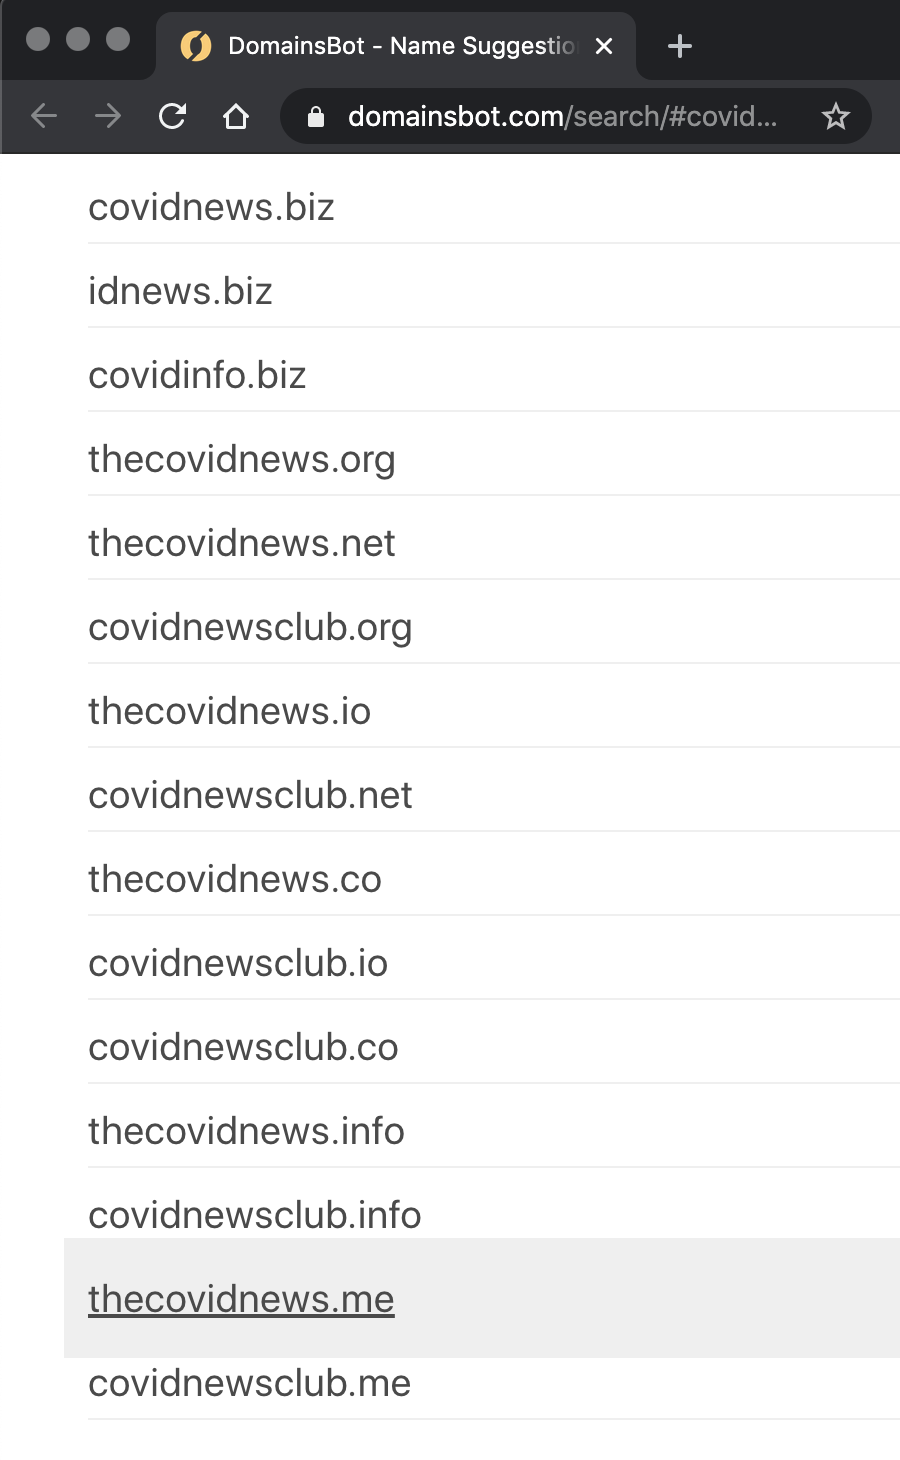 DomainsBot - Name Suggestio
domainsbot.com/search/#covid...
covidnews.biz
idnews.biz
covidinfo.biz
thecovidnews.org
thecovidnews.net
covidnewsclub.org
thecovidnews.io
covidnewsclub.net
thecovidnews.co
covidnewsclub.io
covidnewsclub.co
thecovidnews.info
covidnewsclub.info
thecovidnews.me
covidnewsclub.me